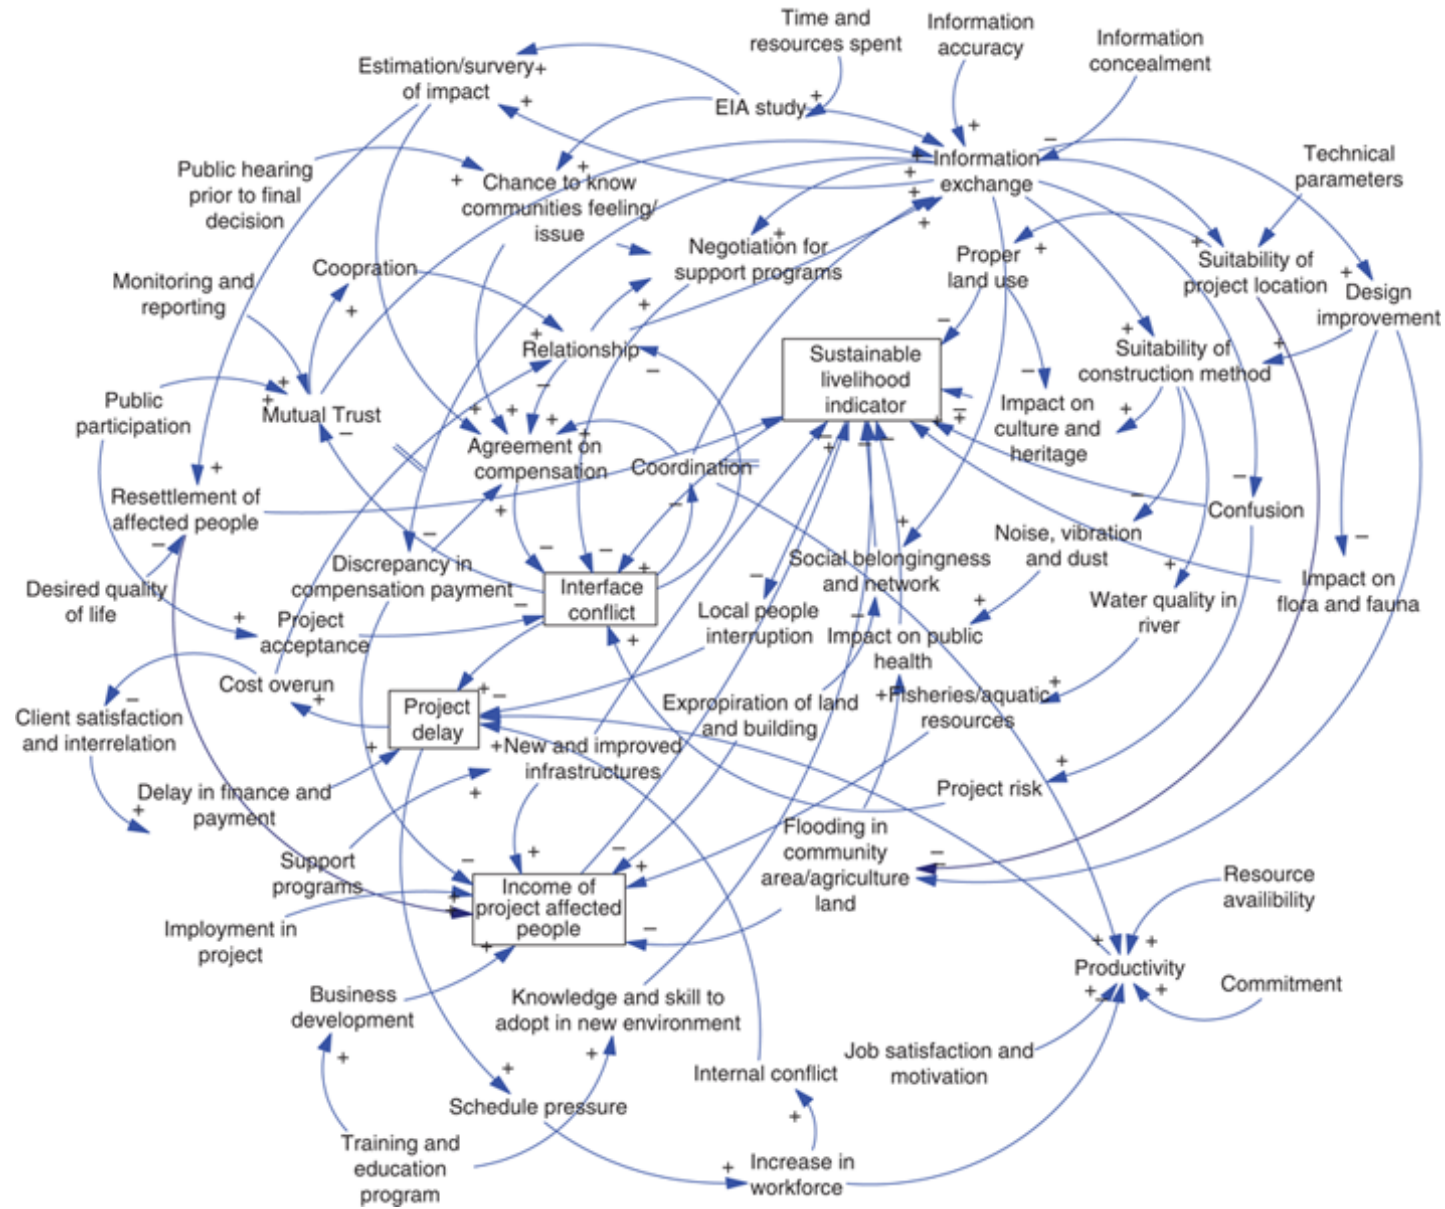 Time and
resources spent
Information
accuracy
Information
concealment
Estimation/survery
of impact
EIA study
Information
exchange
Technical
parameters
Public hearing
prior to final
decision
Chance to know
communities feeling/
issue
Negotiation for
support programs
Proper
land use
Suitability of
project location
Design
improvement
Monitoring and
reporting
Coopration
Relationship
Sustainable
livelihood
indicator
Suitability of
construction method
Public
participation
Mutual Trust
Impact on
culture and
heritage
Agreement on
compensation
Coordination
Resettlement of
affected people
Confusion
Noise, vibration
and dust
Discrepancy in
compensation payment
Interface
conflict
Social belongingness
and network
Impact on
flora and fauna
Desired quality
of life
Project
acceptance
Local people
interruption
Impact on public
health
Water quality in
river
Cost overun
Client satisfaction
and interrelation
Project
delay
Expropiration of land
and building
Fisheries/aquatic
resources
New and improved
infrastructures
Project risk
Delay in finance and
payment
Flooding in
community
area/agriculture
land
Support
programs
Income of
project affected
people
Resource
availibility
Imployment in
project
Productivity
Commitment
Business
development
Knowledge and skill to
adopt in new environment
Job satisfaction and
motivation
Internal conflict
Schedule pressure
Training and
education
program
Increase in
workforce